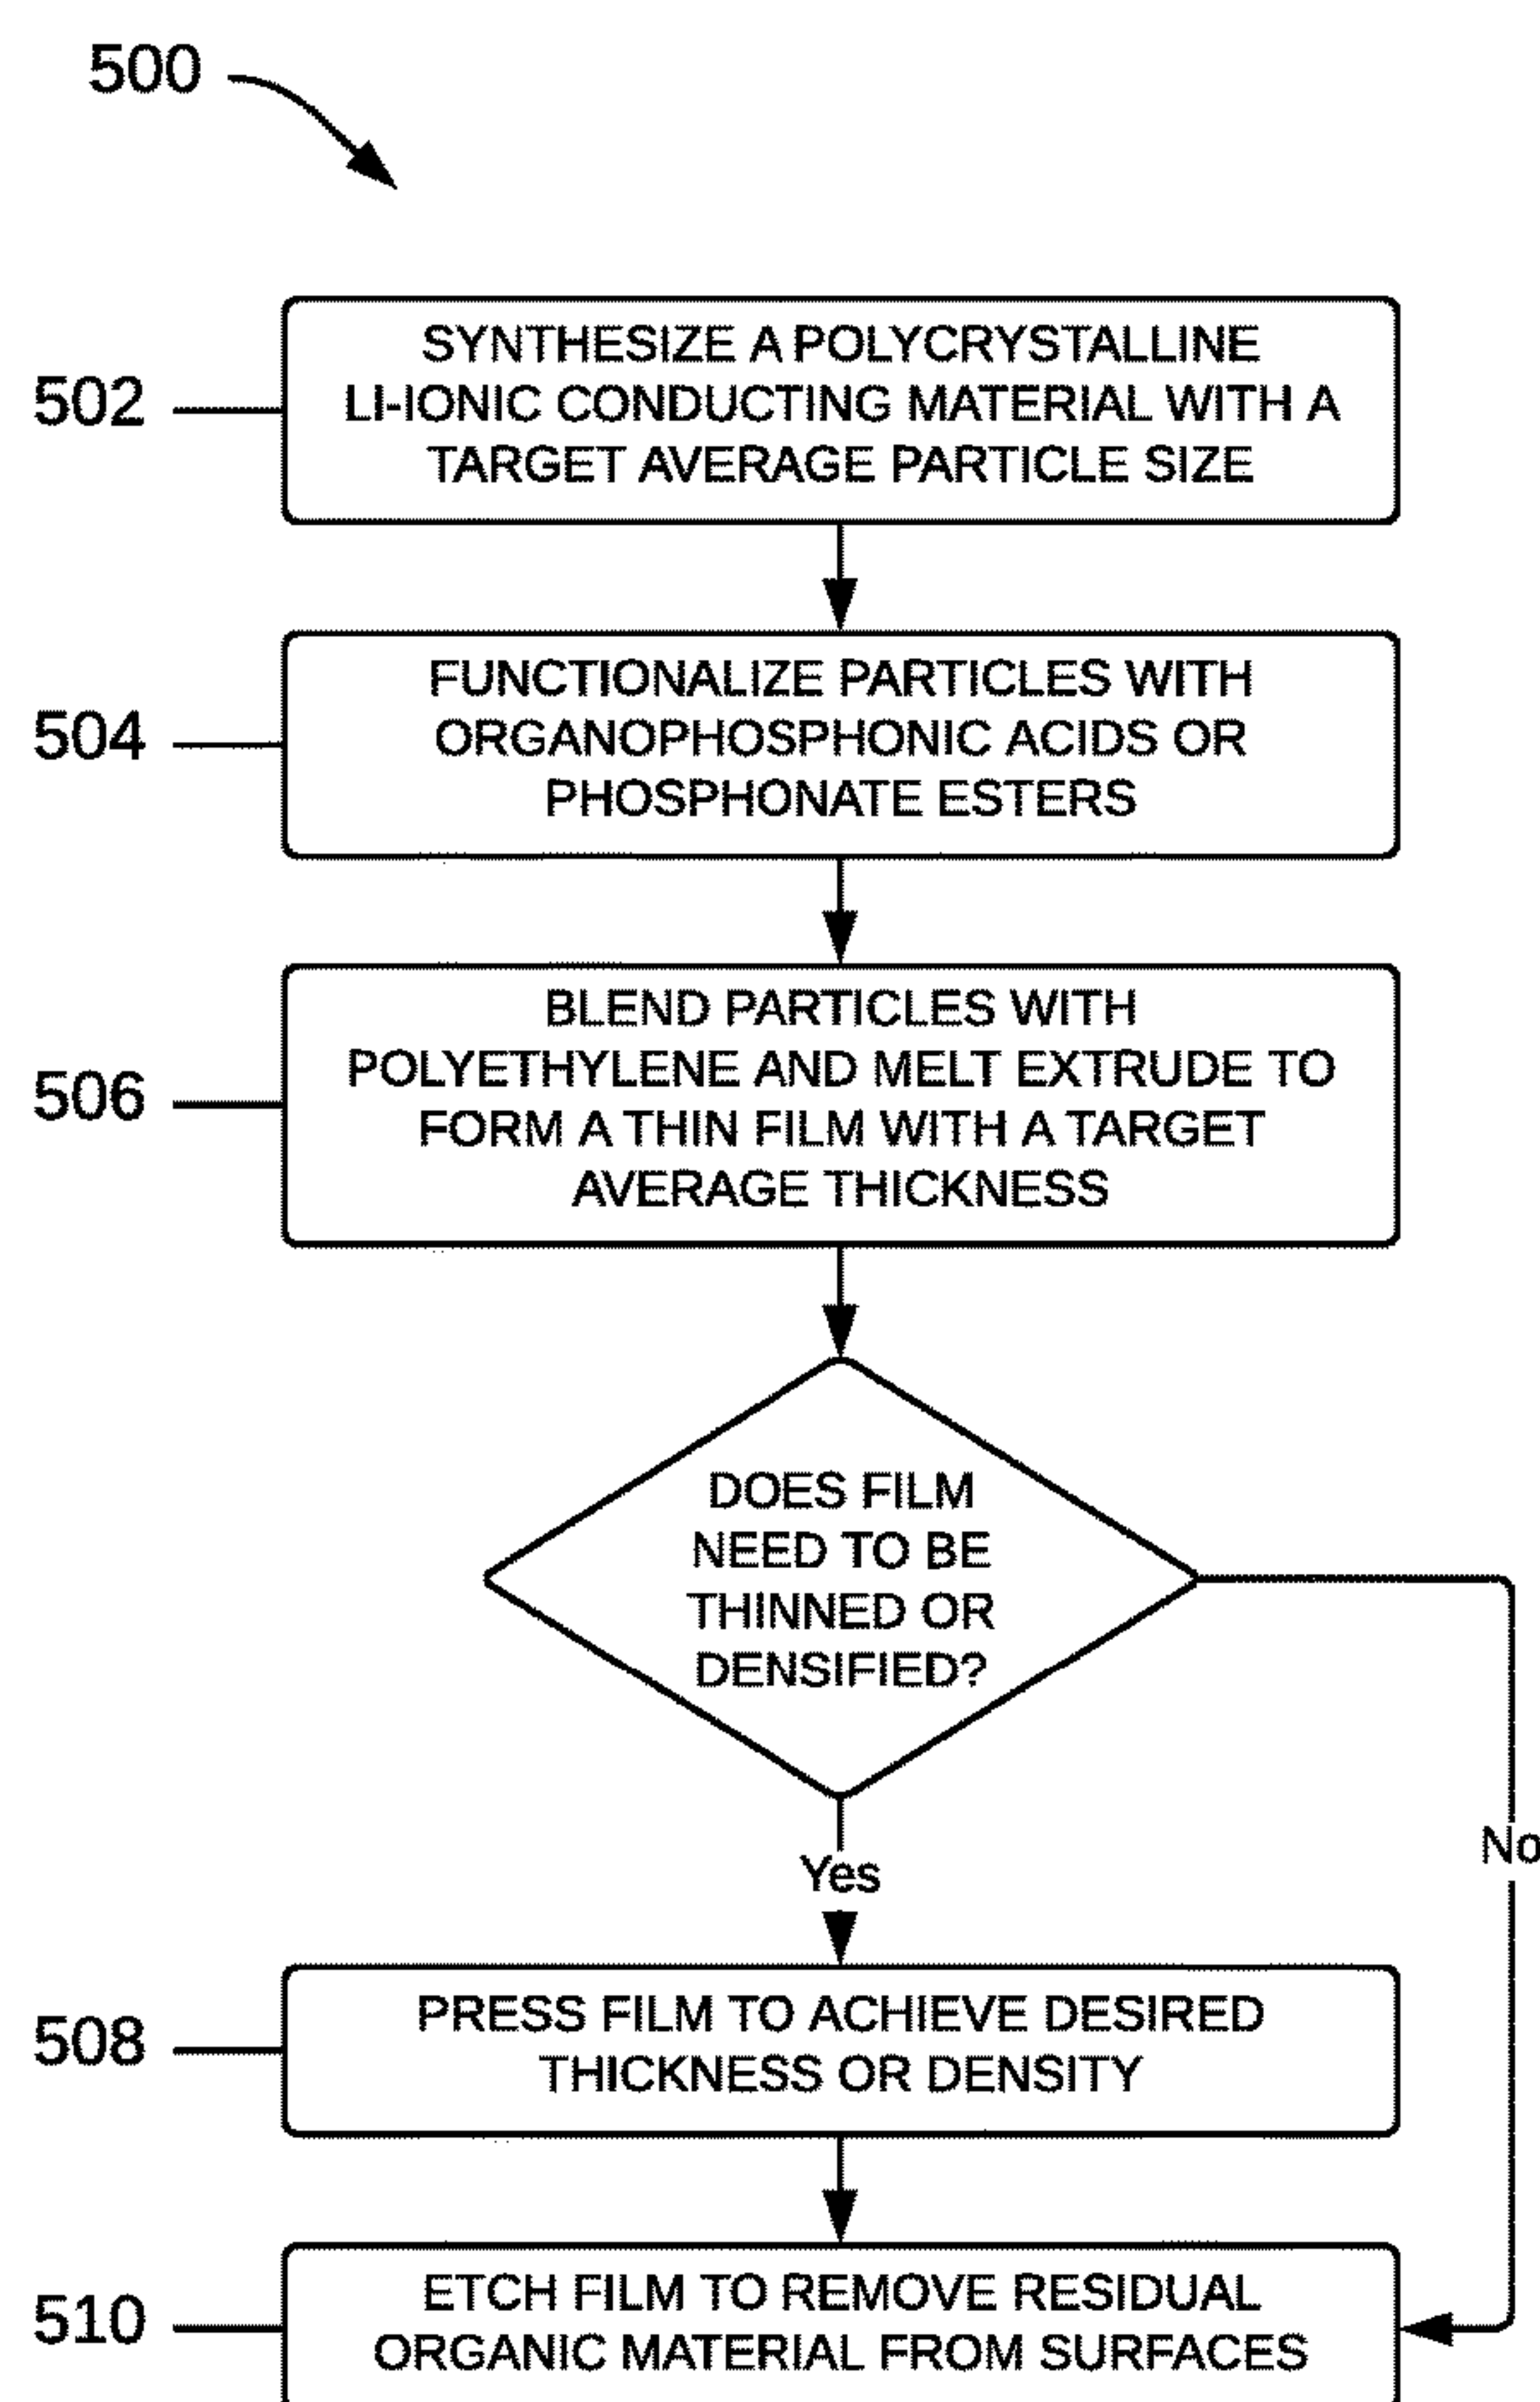 500
502
SYNTHESIZE A POLYCRYSTALLINE
LI-IONIC CONDUCTING MATERIAL WITH A
TARGET AVERAGE PARTICLE SIZE
504
FUNCTIONALIZE PARTICLES WITH
ORGANOPHOSPHONIC ACIDS OR
PHOSPHONATE ESTERS
506
BLEND PARTICLES WITH
POLYETHYLENE AND MELT EXTRUDE TO
FORM A THIN FILM WITH A TARGET
AVERAGE THICKNESS
DOES FILM
NEED TO BE
THINNED OR
DENSIFIED?
No
Yes
508
PRESS FILM TO ACHIEVE DESIRED
THICKNESS OR DENSITY
510
ETCH FILM TO REMOVE RESIDUAL
ORGANIC MATERIAL FROM SURFACES